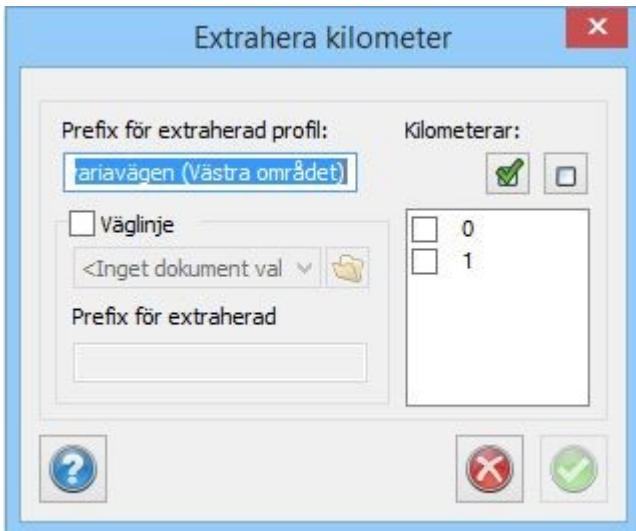 Extrahera kilometer
Prefix för extraherad profil:
ariavägen (Västra området)
Väglinje
<Inget dokument val
Prefix för extraherad
Kilometerar:
0
1